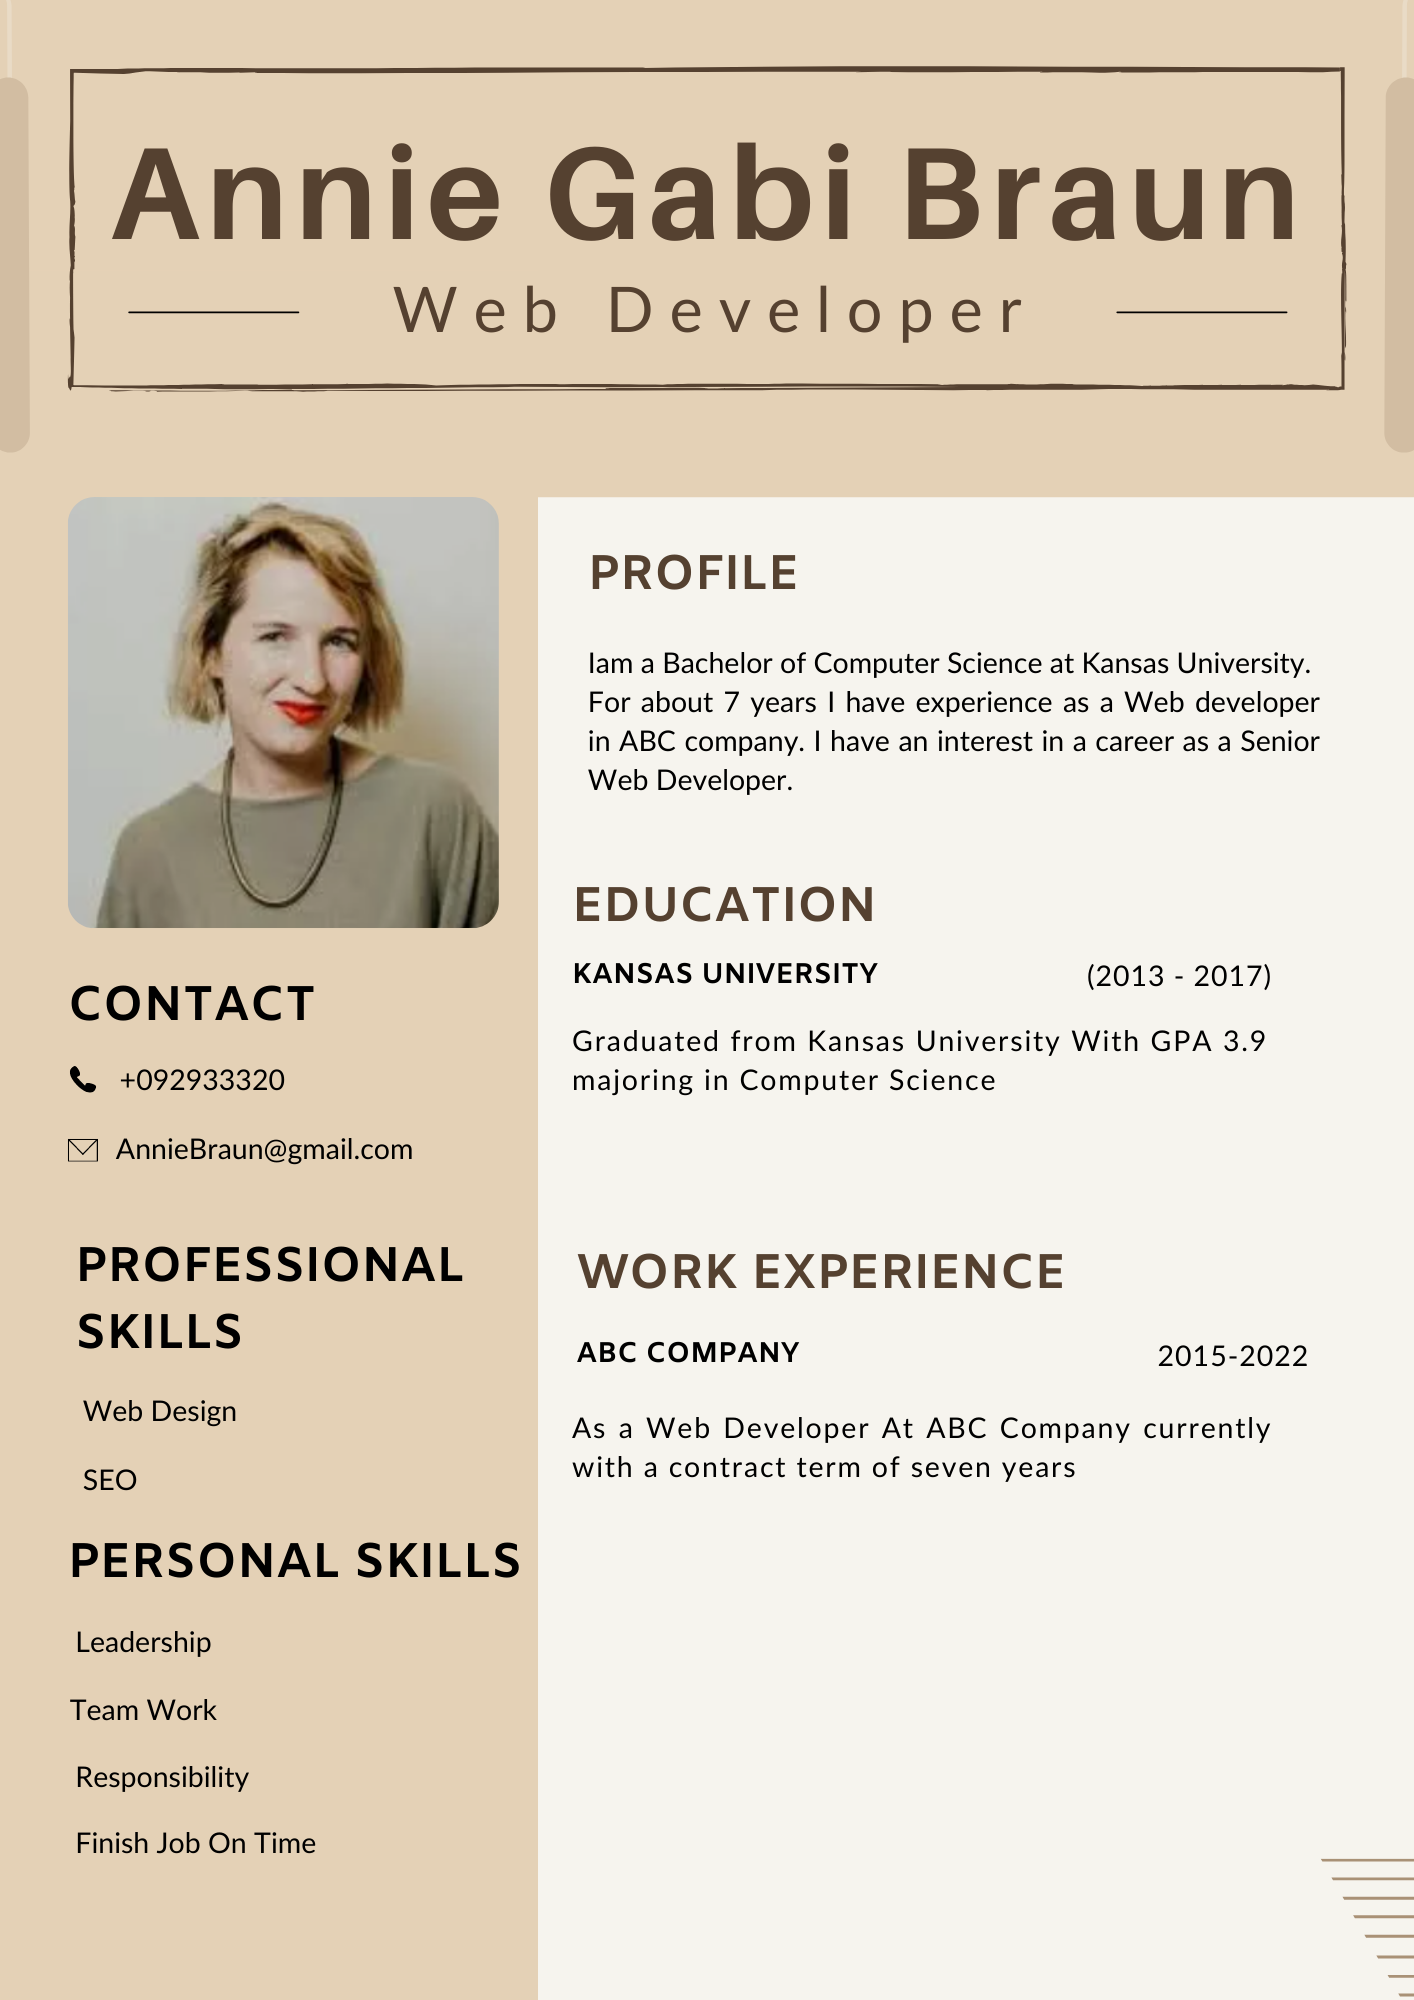 Annie Gabi Braun
Web Developer
CONTACT
+092933320
AnnieBraun@gmail.com
PROFESSIONAL
SKILLS
Web Design
SEO
PERSONAL SKILLS
Leadership
Team Work
Responsibility
Finish Job On Time
PROFILE
Iam a Bachelor of Computer Science at Kansas University.
For about 7 years I have experience as a Web developer
in ABC company. I have an interest in a career as a Senior
Web Developer.
EDUCATION
KANSAS UNIVERSITY (2013 - 2017)
Graduated from Kansas University With GPA 3.9
majoring in Computer Science
WORK EXPERIENCE
ABC COMPANY 2015-2022
As a Web Developer At ABC Company currently
with a contract term of seven years